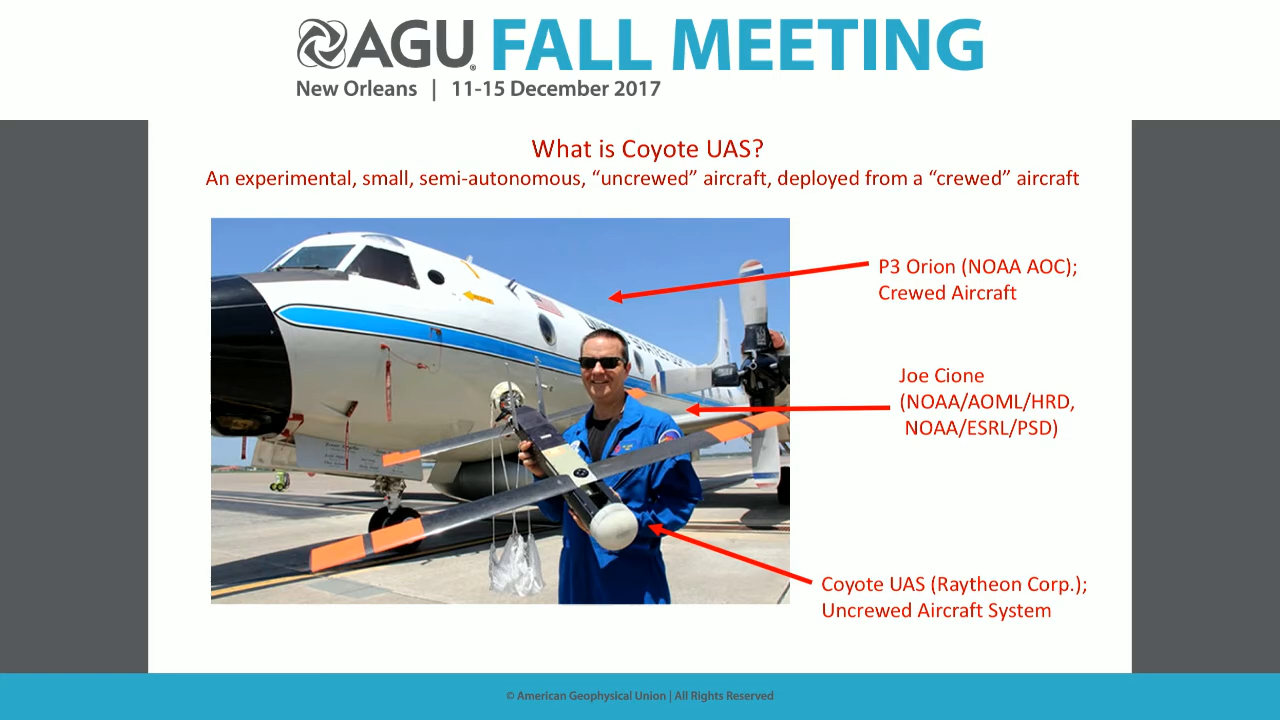 AGU FALL MEETING
New Orleans | 11-15 December 2017
What is Coyote UAS?
An experimental, small, semi-autonomous, “uncrewed” aircraft, deployed from a “crewed” aircraft
P3 Orion (NOAA AOC);
Crewed Aircraft
Joe Cione
(NOAA/AOML/HRD,
NOAA/ESRL/PSD)
Coyote UAS (Raytheon Corp.);
Uncrewed Aircraft System
© American Geophysical Union | All Rights Reserved